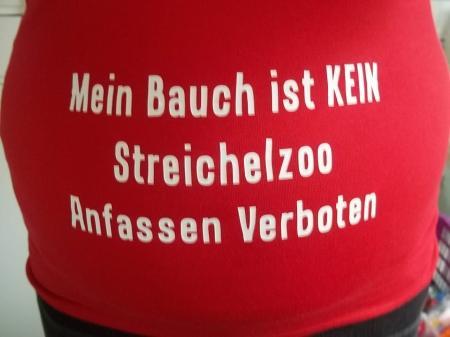 Mein Bauch ist KEIN
Streichelzoo
Anfassen Verboten